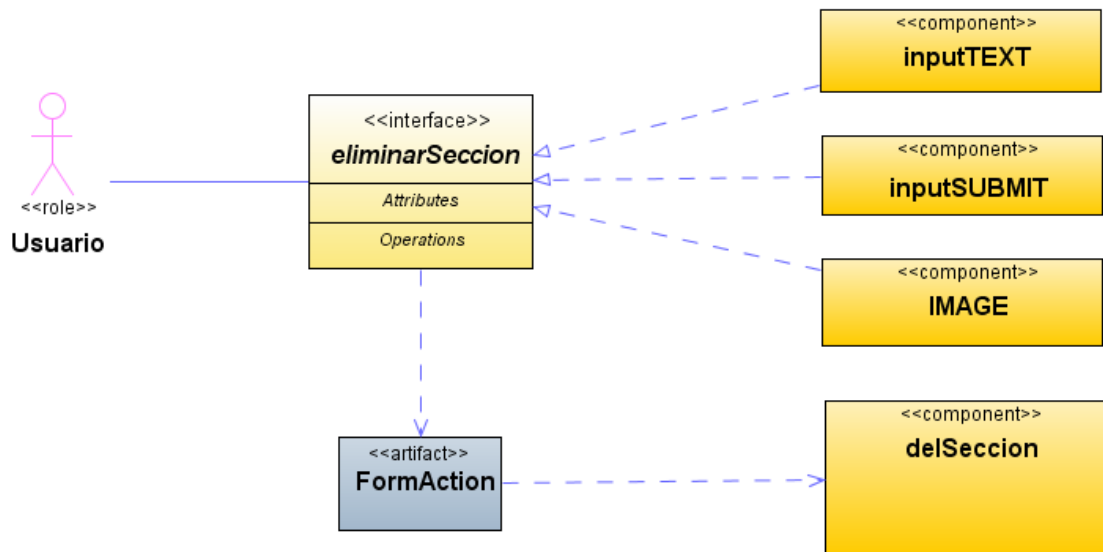 <<component>>
inputTEXT
<<interface>>
eliminarSeccion
Attributes
Operations
<<role>>
Usuario
<<component>>
inputSUBMIT
<<component>>
IMAGE
<<artifact>>
FormAction
<<component>>
delSeccion